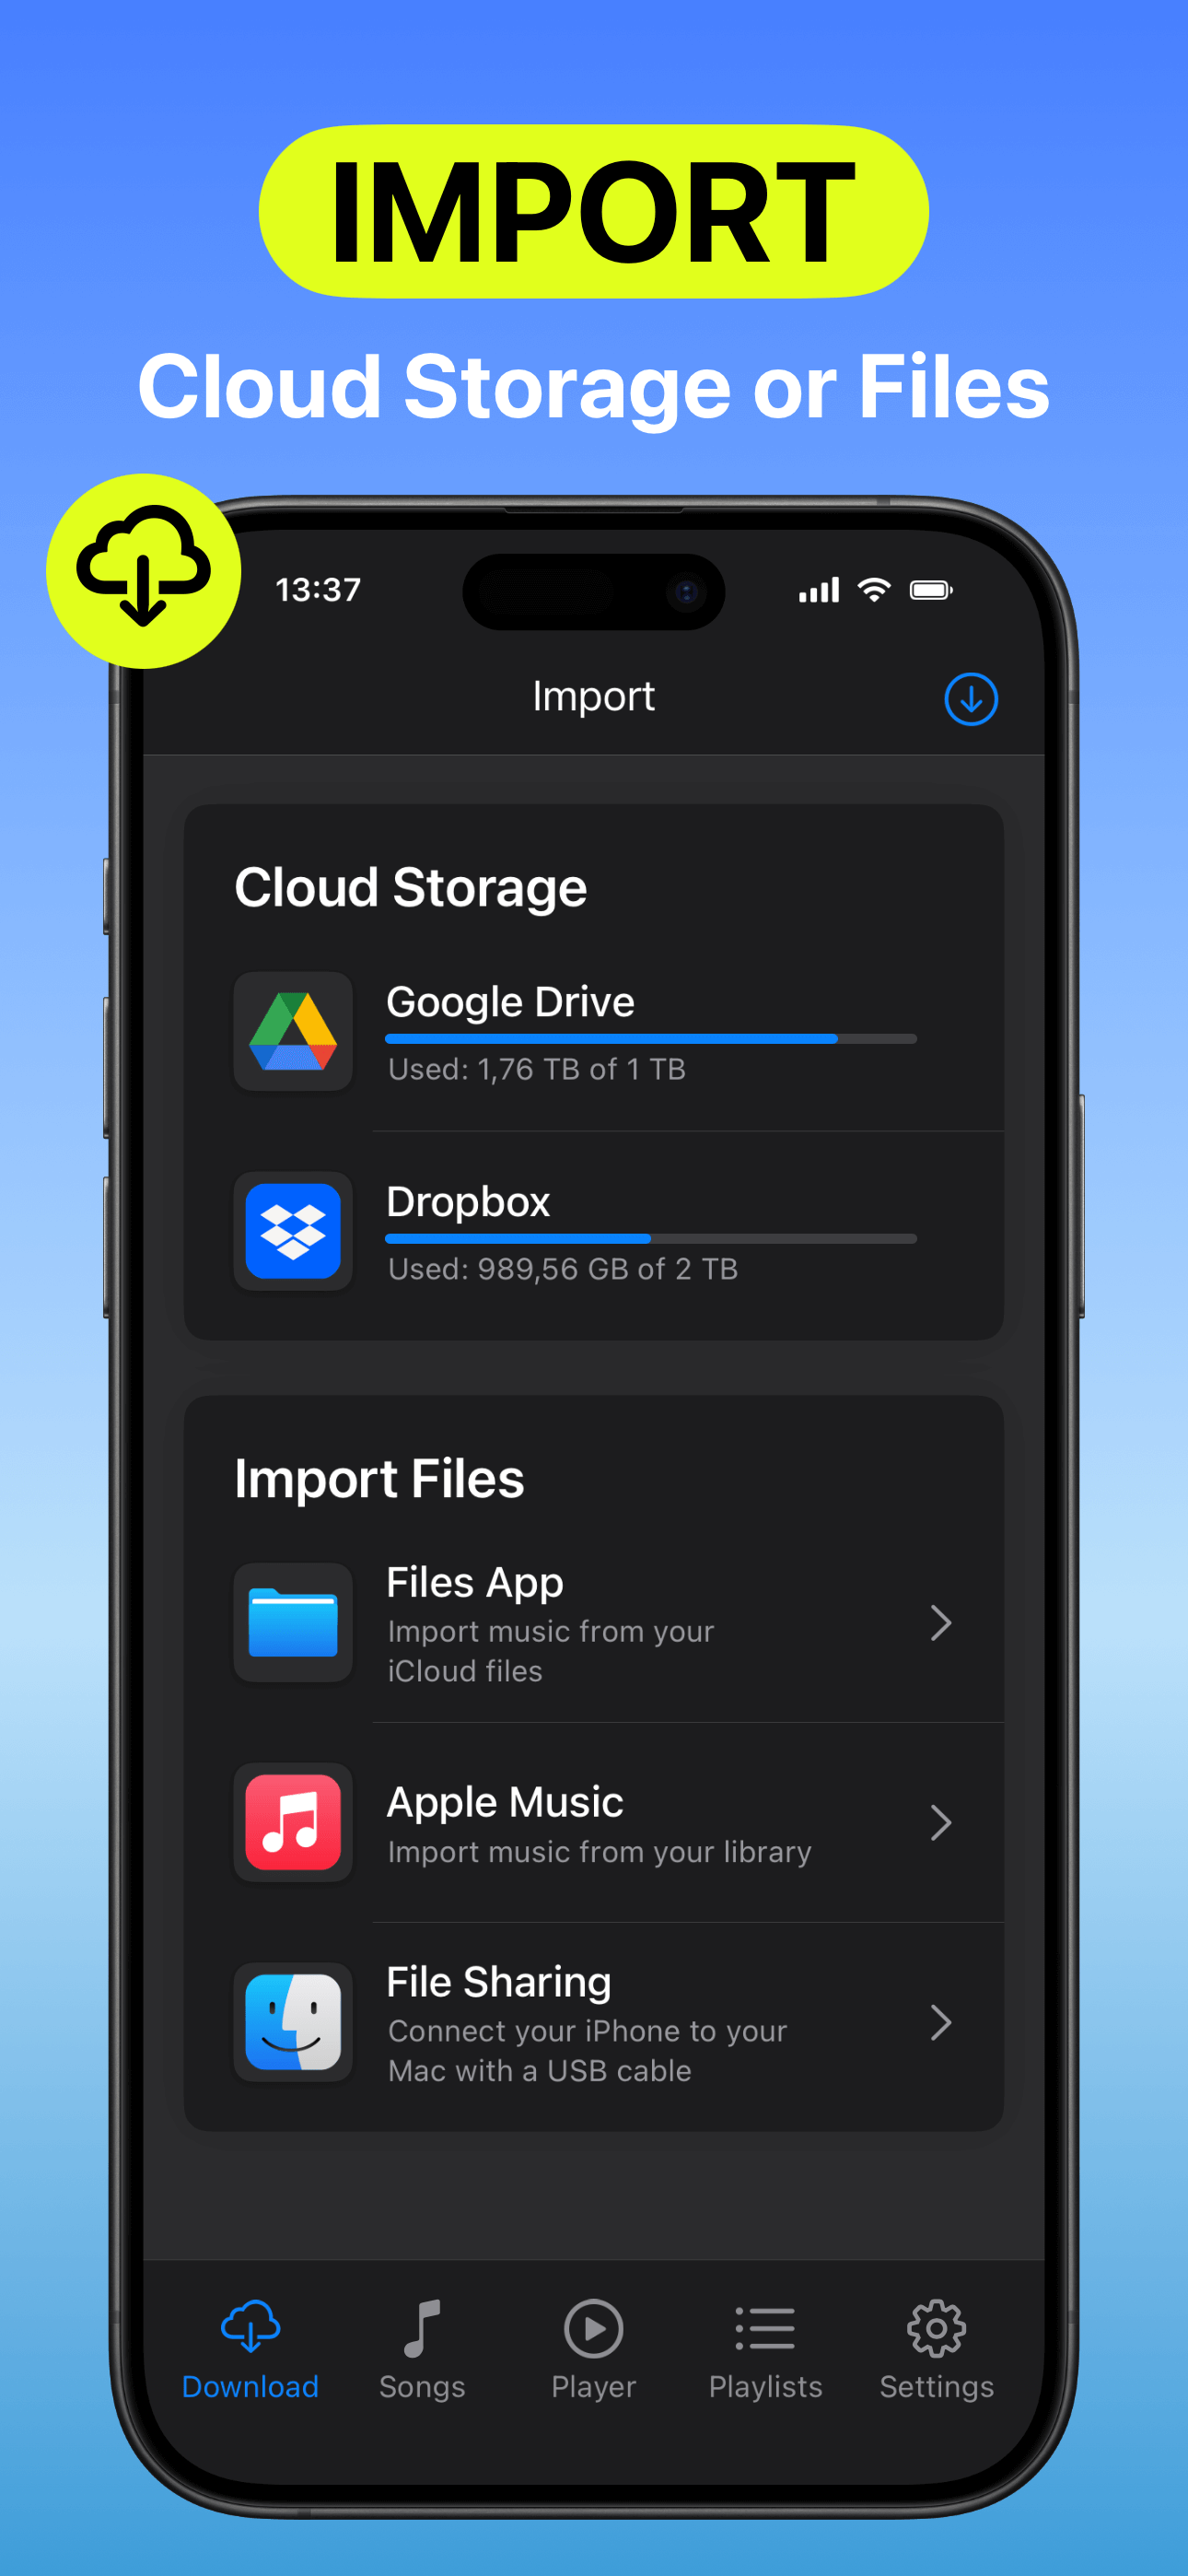 IMPORT
Cloud Storage or Files
13:37
Import
Cloud Storage
Google Drive
Used: 1,76 TB of 1 TB
Dropbox
Used: 989,56 GB of 2 TB
Import Files
Files App
Import music from your
iCloud files
Apple Music
Import music from your library
File Sharing
Connect your iPhone to your
Mac with a USB cable
Download
Songs
Player
Playlists
Settings